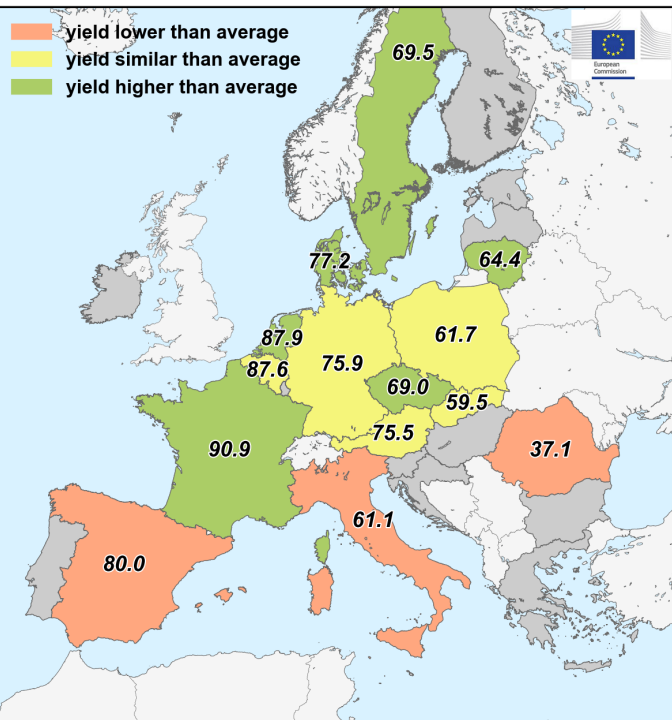 yield lower than average
yield similar than average
yield higher than average
European
Commission
69.5
77.2
64.4
87.9
61.7
87.6
75.9
69.0
59.5
75.5
90.9
37.1
61.1
80.0